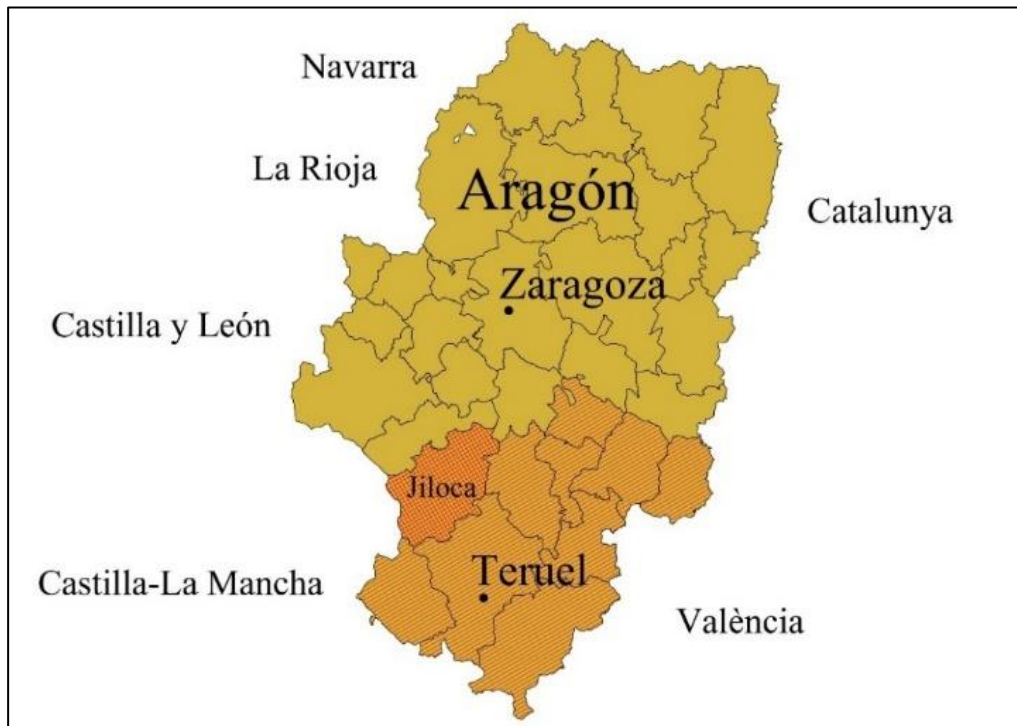 Navarra
La Rioja
Aragón
Catalunya
Zaragoza
Castilla y León
Jiloca
Teruel
Castilla-La Mancha
València